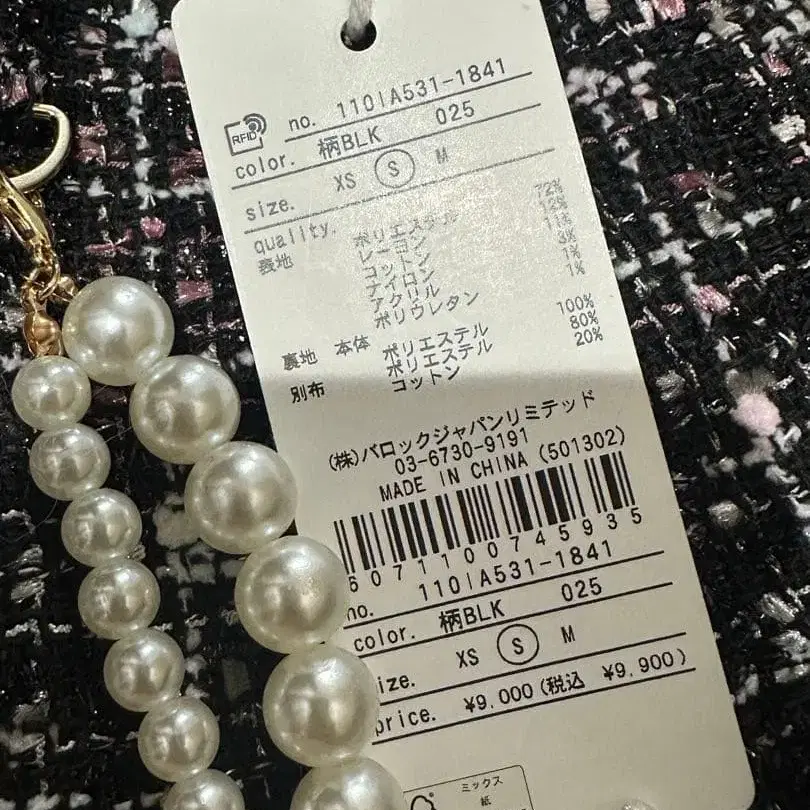 RFID
no. 110IA531-1841
color. 柄BLK 025
size. XS S M
quality.
表地 ポリエステル 72%
レーヨン 12%
コットン 11%
ナイロン 3%
アクリル 1%
ポリウレタン 1%
裏地 本体 ポリエステル 100%
別布 ポリエステル 80%
コットン 20%
(株)バロックジャパンリミテッド
03-6730-9191
MADE IN CHINA (501302)
6071100745935
no. 110IA531-1841
color. 柄BLK 025
size. XS S M
price. ¥9,000(税込 ¥9,900)
ミックス
紙